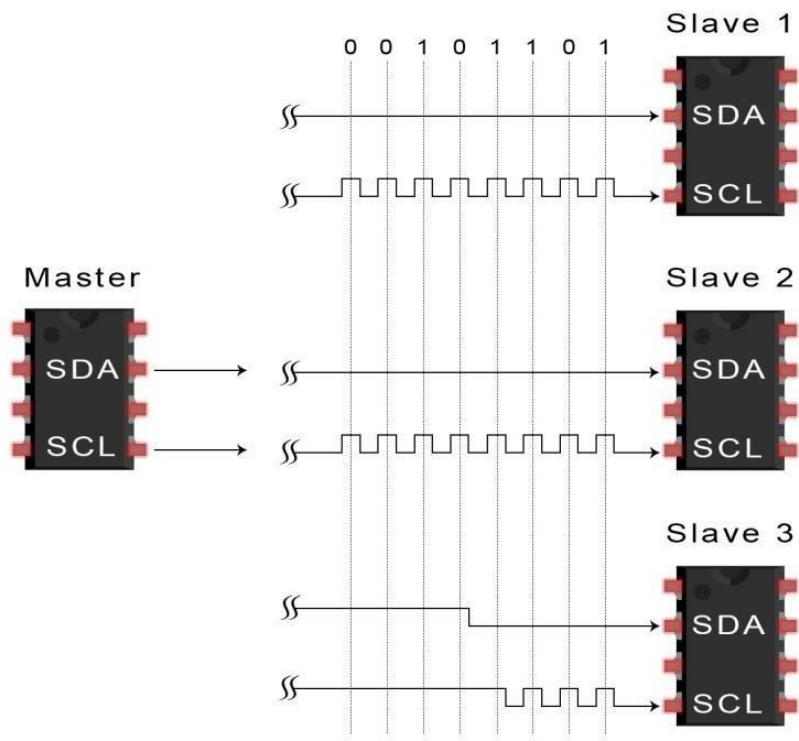 Slave 1
0 0 1 0 1 1 0 1
SDA
SCL
Master
SDA
SCL
Slave 2
SDA
SCL
Slave 3
SDA
SCL